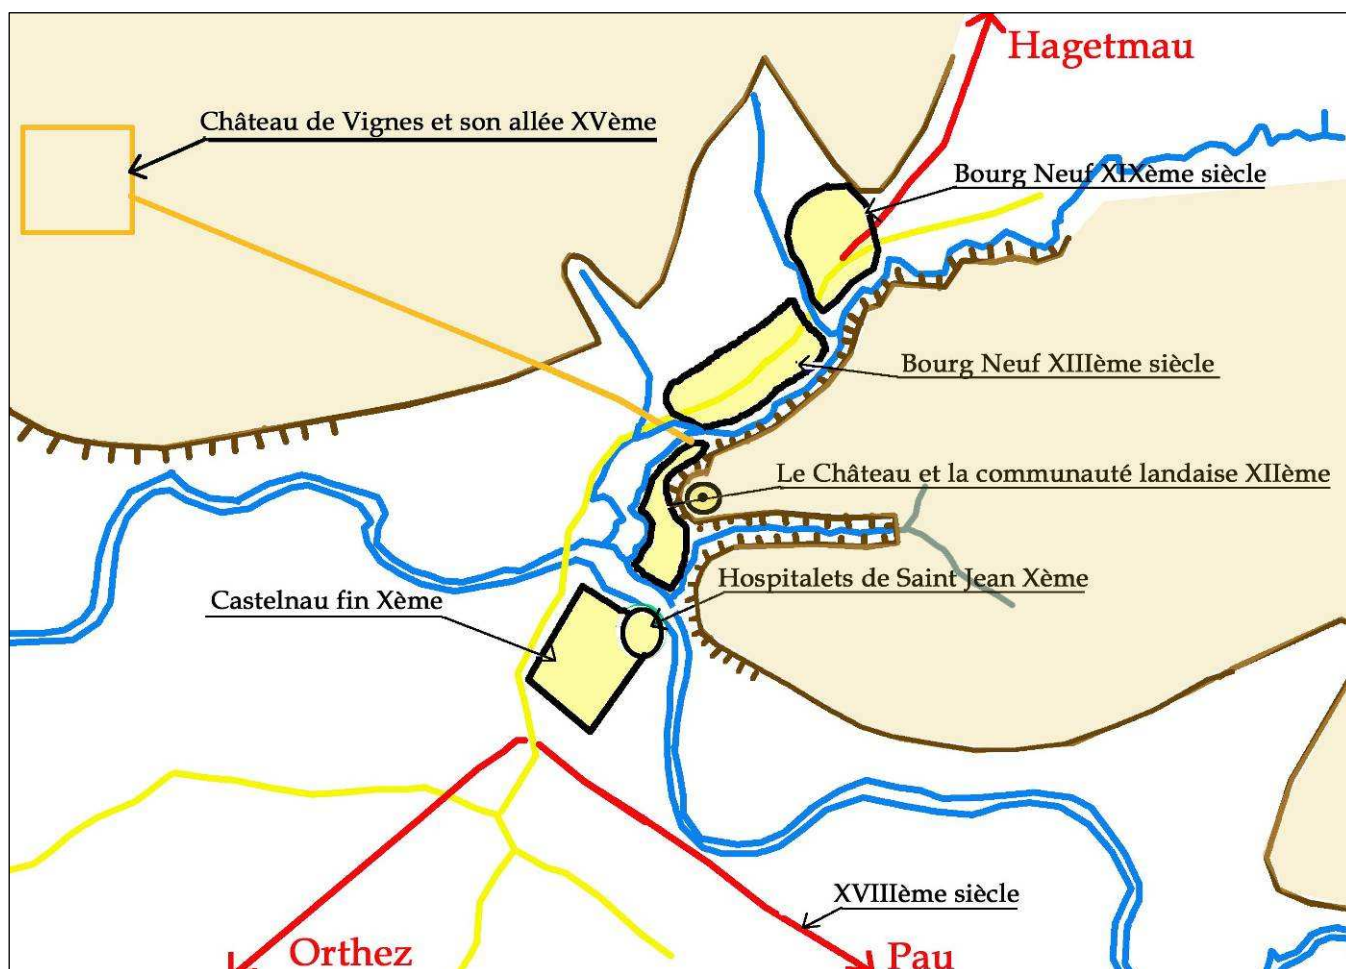 Hagetmau
Château de Vignes et son allée XVème
Bourg Neuf XIXème siècle
Bourg Neuf XIIIème siècle
Le Château et la communauté landaise XIIème
Hospitalets de Saint Jean Xème
Castelnau fin Xème
XVIIIème siècle
Orthez
Pau